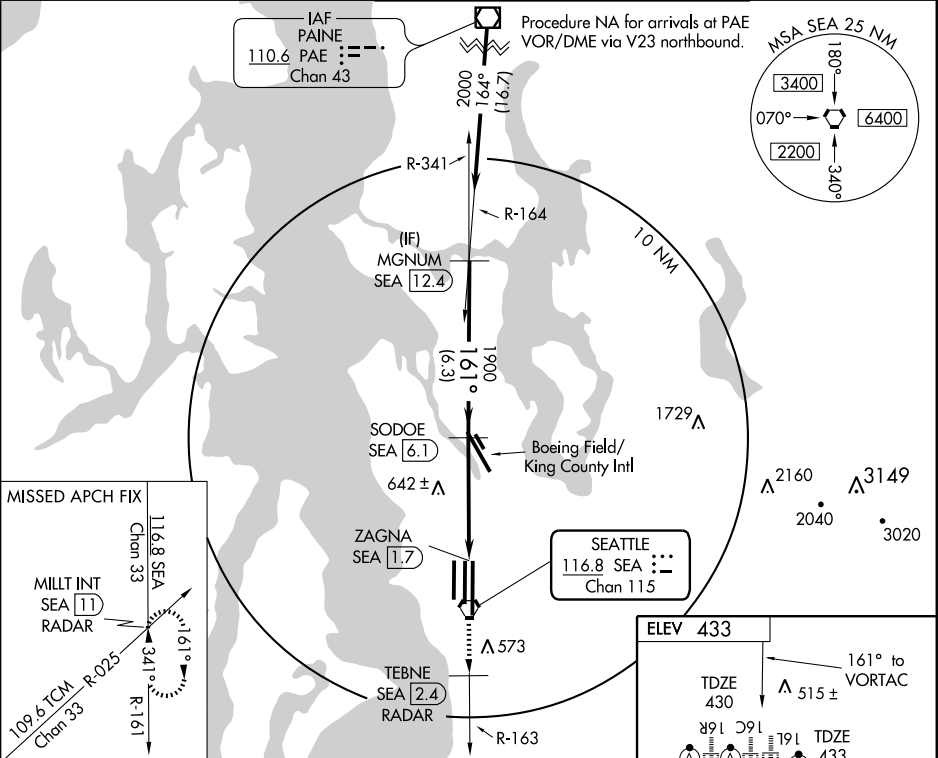 IAF
PAINE
110.6 PAE
Chan 43
Procedure NA for arrivals at PAE
VOR/DME via V23 northbound.
MSA SEA 25 NM
180°
3400
070°
6400
2200
340°
2000
164°
(16.7)
R-341
R-164
10 NM
(IF)
MGNUM
SEA 12.4
1900
161°
(6.3)
SODOE
SEA 6.1
Boeing Field/
King County Intl
1729
642 ±
2160
3149
2040
3020
ZAGNA
SEA 1.7
SEATTLE
116.8 SEA
Chan 115
573
TEBNE
SEA 2.4
RADAR
R-163
MISSED APCH FIX
116.8 SEA
Chan 33
MILLT INT
SEA 11
RADAR
161°
341°
R-025
109.6 TCM
Chan 33
R-161
ELEV 433
161° to
VORTAC
TDZE
430
515 ±
16R
16C
16L
TDZE
433